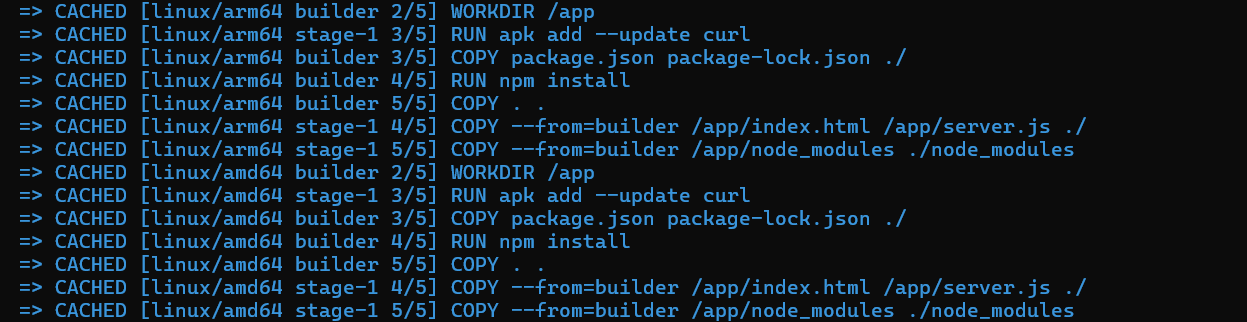 => CACHED [linux/arm64 builder 2/5] WORKDIR /app
=> CACHED [linux/arm64 stage-1 3/5] RUN apk add --update curl
=> CACHED [linux/arm64 builder 3/5] COPY package.json package-lock.json ./
=> CACHED [linux/arm64 builder 4/5] RUN npm install
=> CACHED [linux/arm64 builder 5/5] COPY . .
=> CACHED [linux/arm64 stage-1 4/5] COPY --from=builder /app/index.html /app/server.js ./
=> CACHED [linux/arm64 stage-1 5/5] COPY --from=builder /app/node_modules ./node_modules
=> CACHED [linux/amd64 builder 2/5] WORKDIR /app
=> CACHED [linux/amd64 stage-1 3/5] RUN apk add --update curl
=> CACHED [linux/amd64 builder 3/5] COPY package.json package-lock.json ./
=> CACHED [linux/amd64 builder 4/5] RUN npm install
=> CACHED [linux/amd64 builder 5/5] COPY . .
=> CACHED [linux/amd64 stage-1 4/5] COPY --from=builder /app/index.html /app/server.js ./
=> CACHED [linux/amd64 stage-1 5/5] COPY --from=builder /app/node_modules ./node_modules